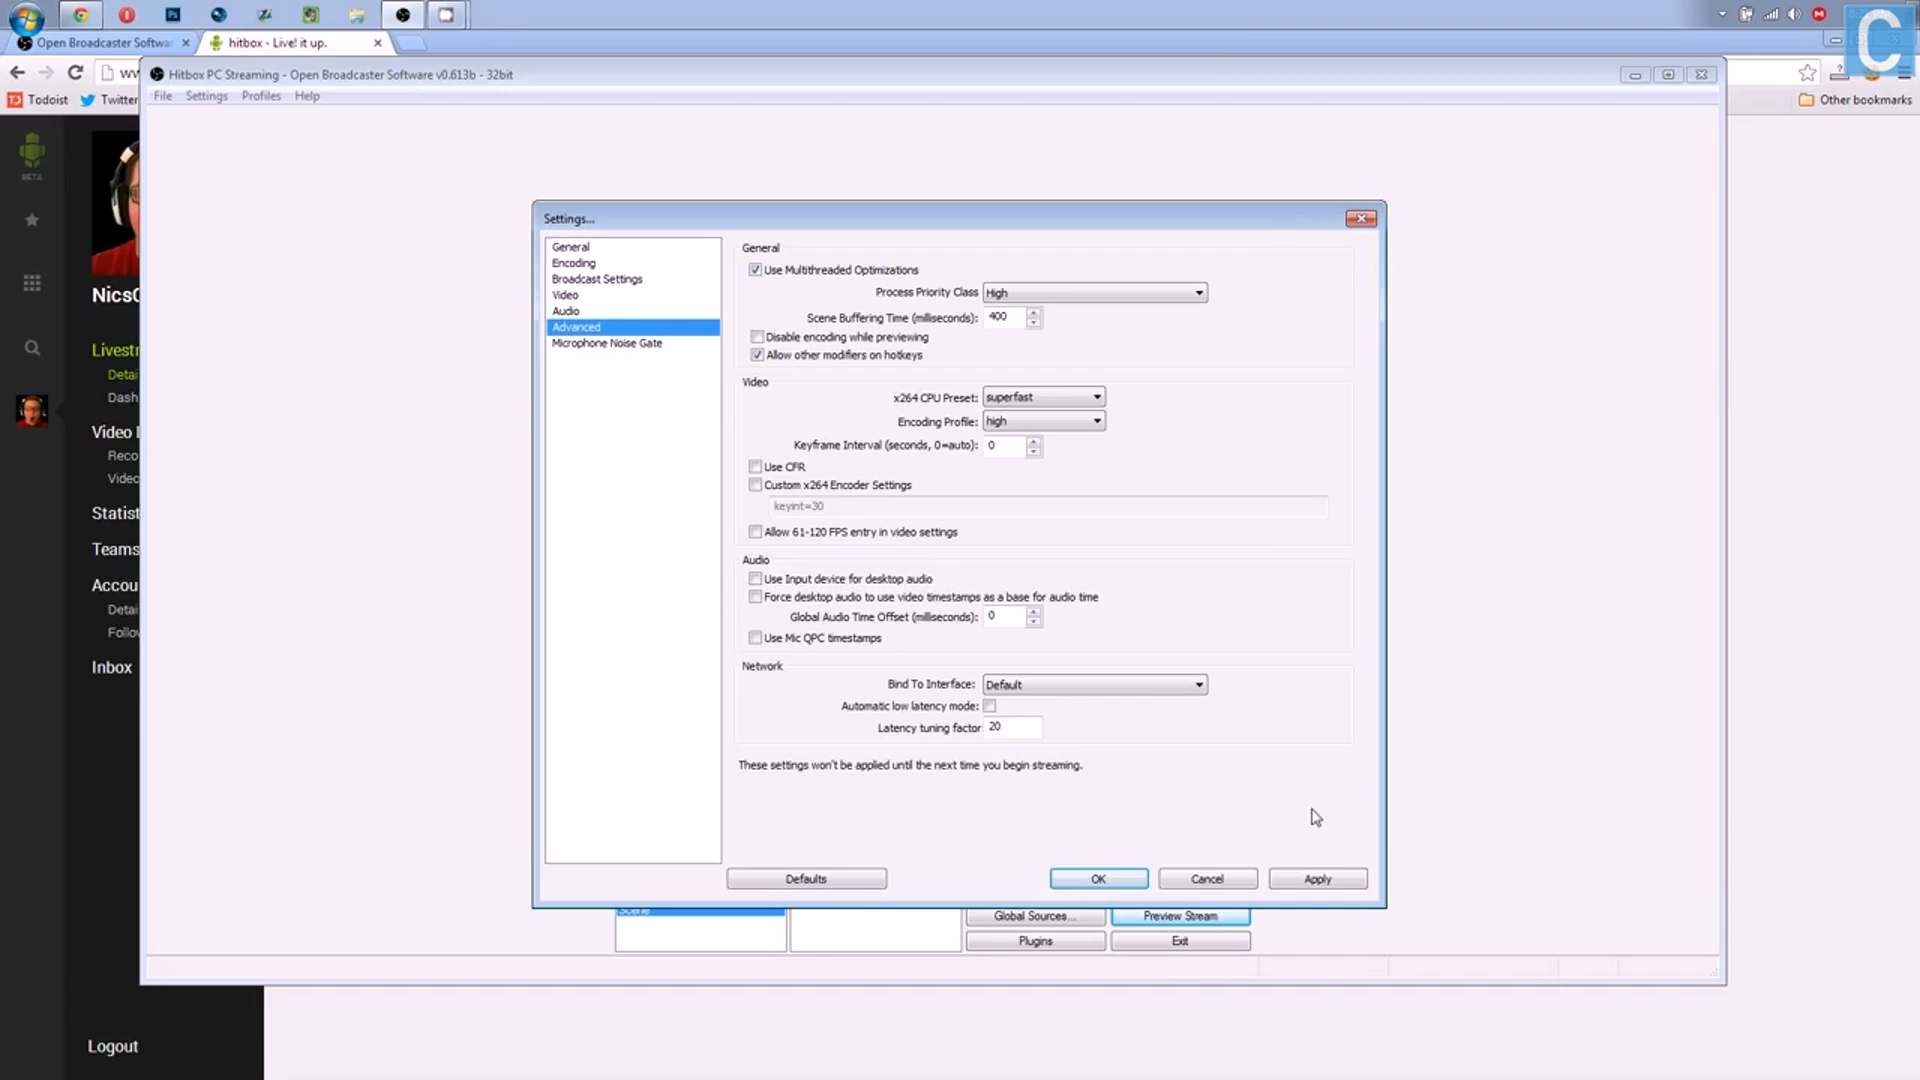 Open Broadcaster Softwa
hitbox - Live! it up.
Hitbox PC Streaming - Open Broadcaster Software v0.613b - 32bit
Todoist
Twitter
File Settings Profiles Help
Other bookmarks
C
BETA
NicsC
Livestr
Detai
Dash
Video
Reco
Video
Statist
Teams
Accou
Detai
Follov
Inbox
Logout
Settings...
General
Encoding
Broadcast Settings
Video
Audio
Advanced
Microphone Noise Gate
General
Use Multithreaded Optimizations
Process Priority Class High
Scene Buffering Time (milliseconds): 400
Disable encoding while previewing
Allow other modifiers on hotkeys
Video
x264 CPU Preset: superfast
Encoding Profile: high
Keyframe Interval (seconds, 0=auto): 0
Use CFR
Custom x264 Encoder Settings
keyint=30
Allow 61-120 FPS entry in video settings
Audio
Use Input device for desktop audio
Force desktop audio to use video timestamps as a base for audio time
Global Audio Time Offset (milliseconds): 0
Use Mic QPC timestamps
Network
Bind To Interface: Default
Automatic low latency mode:
Latency tuning factor 20
These settings won't be applied until the next time you begin streaming.
Defaults OK Cancel Apply
Scene
Global Sources... Preview Stream
Plugins Exit